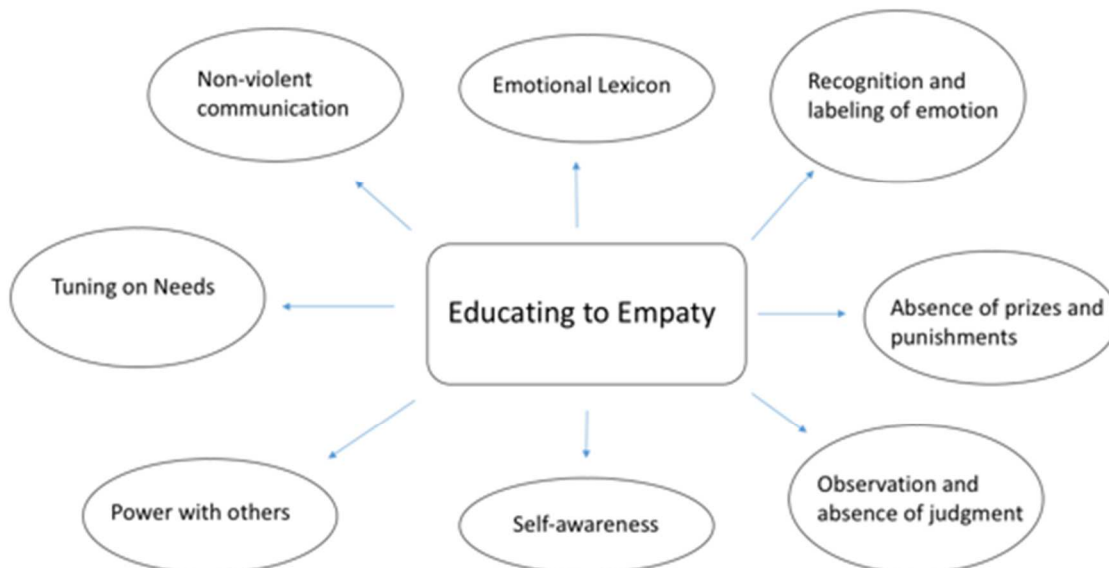 Non-violent
communication
Emotional Lexicon
Recognition and
labeling of emotion
Tuning on Needs
Educating to Empaty
Absence of prizes and
punishments
Power with others
Self-awareness
Observation and
absence of judgment